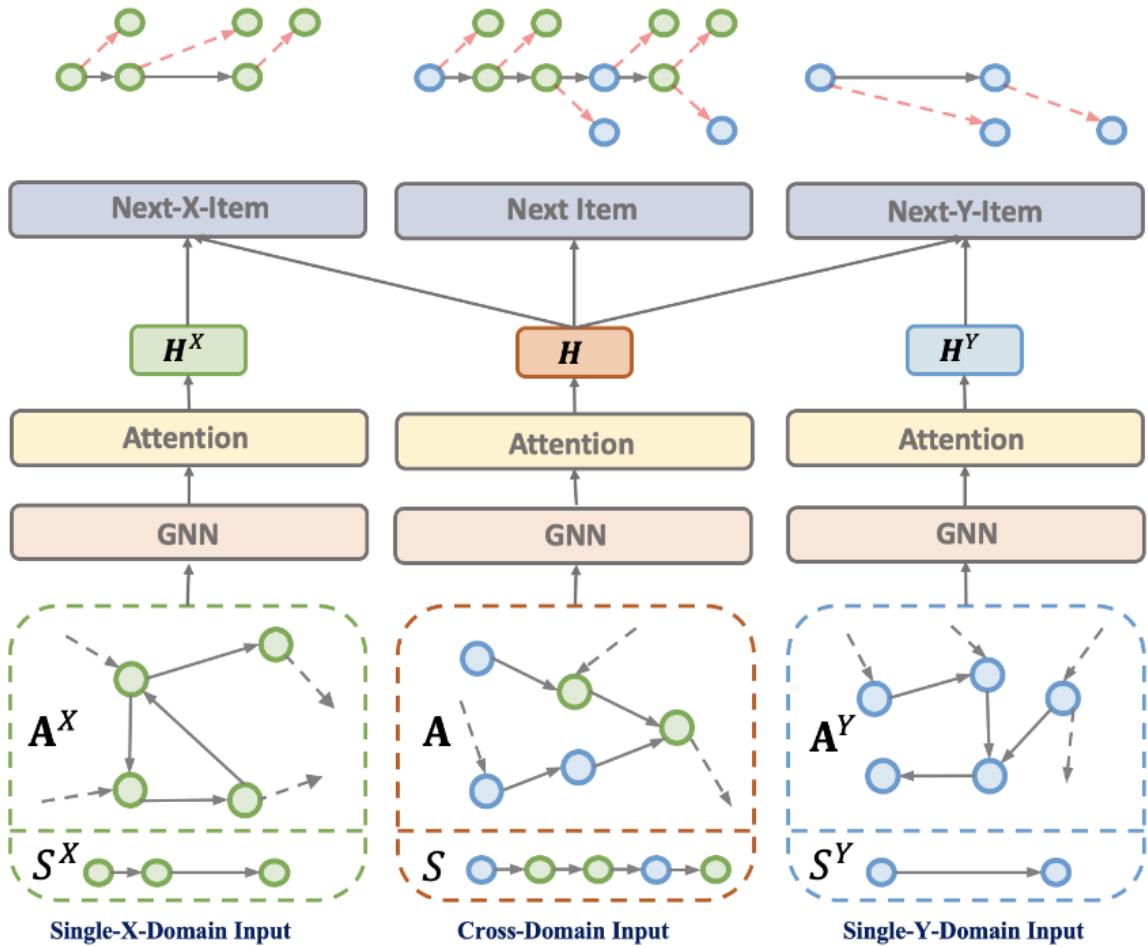 Next-X-Item
Next Item
Next-Y-Item
H^X
H
H^Y
Attention
Attention
Attention
GNN
GNN
GNN
A^X
A
A^Y
S^X
S
S^Y
Single-X-Domain Input
Cross-Domain Input
Single-Y-Domain Input